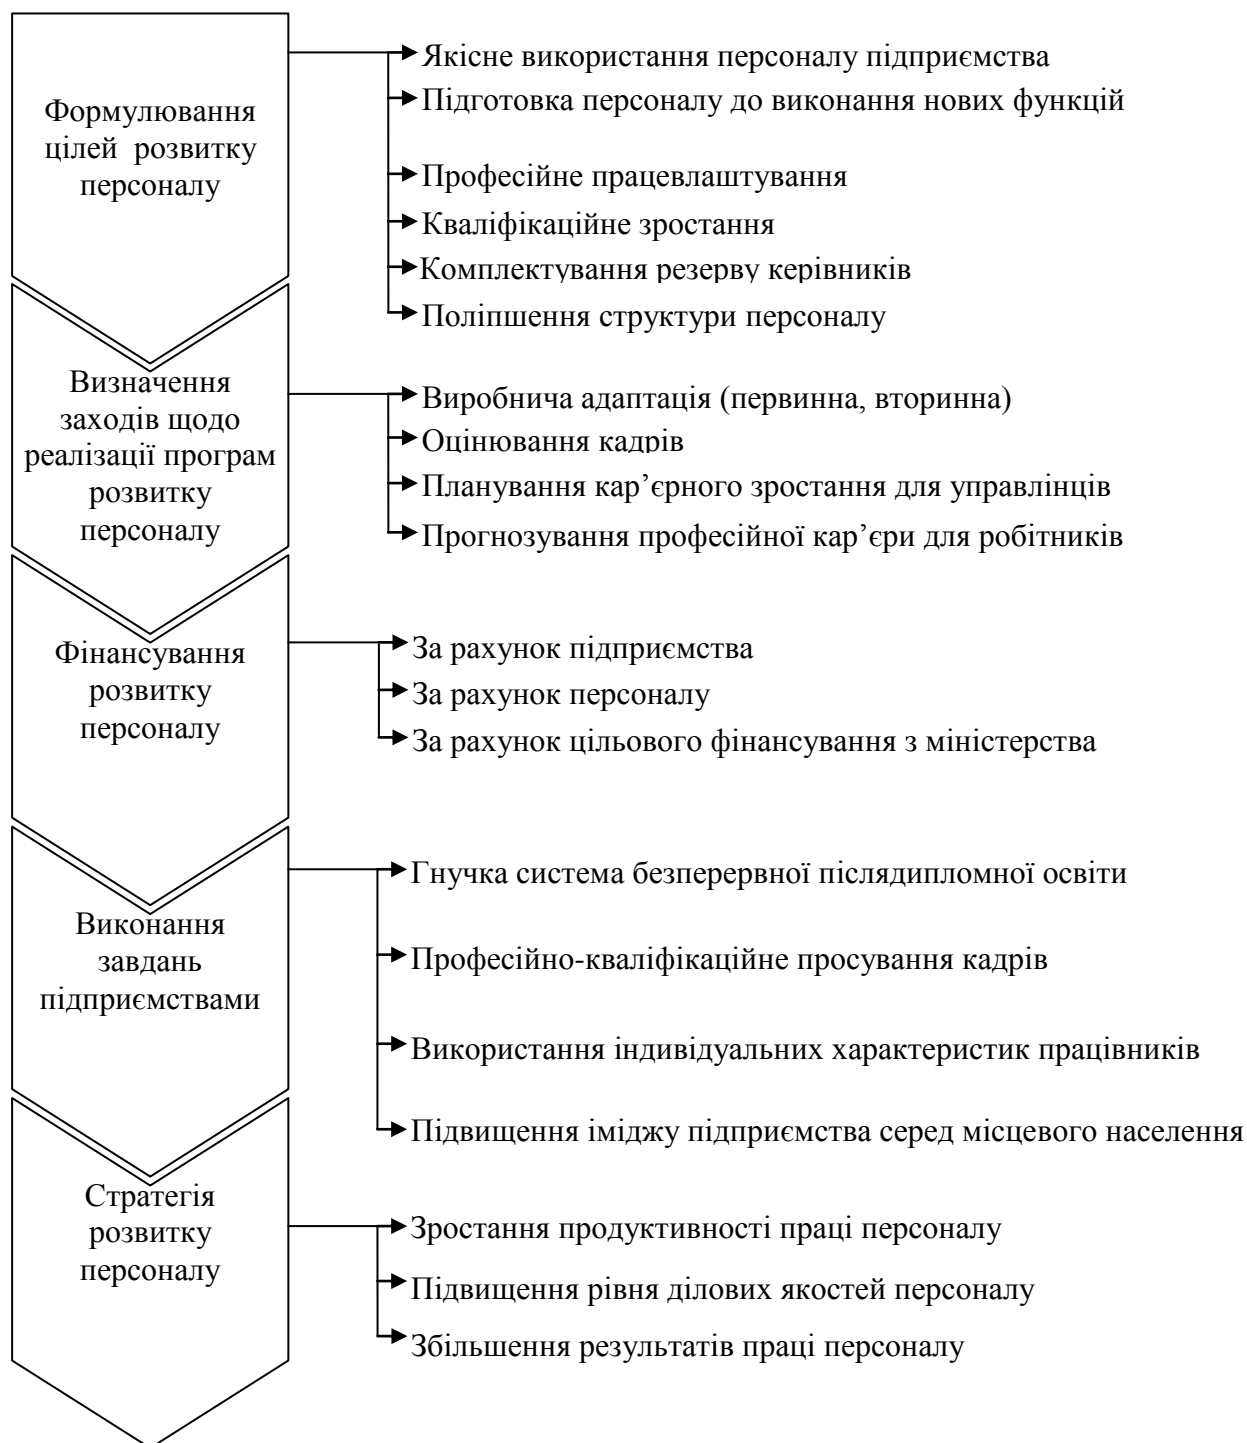 Формулювання
цілей розвитку
персоналу
Якісне використання персоналу підприємства
Підготовка персоналу до виконання нових функцій
Професійне працевлаштування
Кваліфікаційне зростання
Комплектування резерву керівників
Поліпшення структури персоналу
Визначення
заходів щодо
реалізації програм
розвитку
персоналу
Виробнича адаптація (первинна, вторинна)
Оцінювання кадрів
Планування кар’єрного зростання для управлінців
Прогнозування професійної кар’єри для робітників
Фінансування
розвитку
персоналу
За рахунок підприємства
За рахунок персоналу
За рахунок цільового фінансування з міністерства
Виконання
завдань
підприємствами
Гнучка система безперервної післядипломної освіти
Професійно-кваліфікаційне просування кадрів
Використання індивідуальних характеристик працівників
Підвищення іміджу підприємства серед місцевого населення
Стратегія
розвитку
персоналу
Зростання продуктивності праці персоналу
Підвищення рівня ділових якостей персоналу
Збільшення результатів праці персоналу